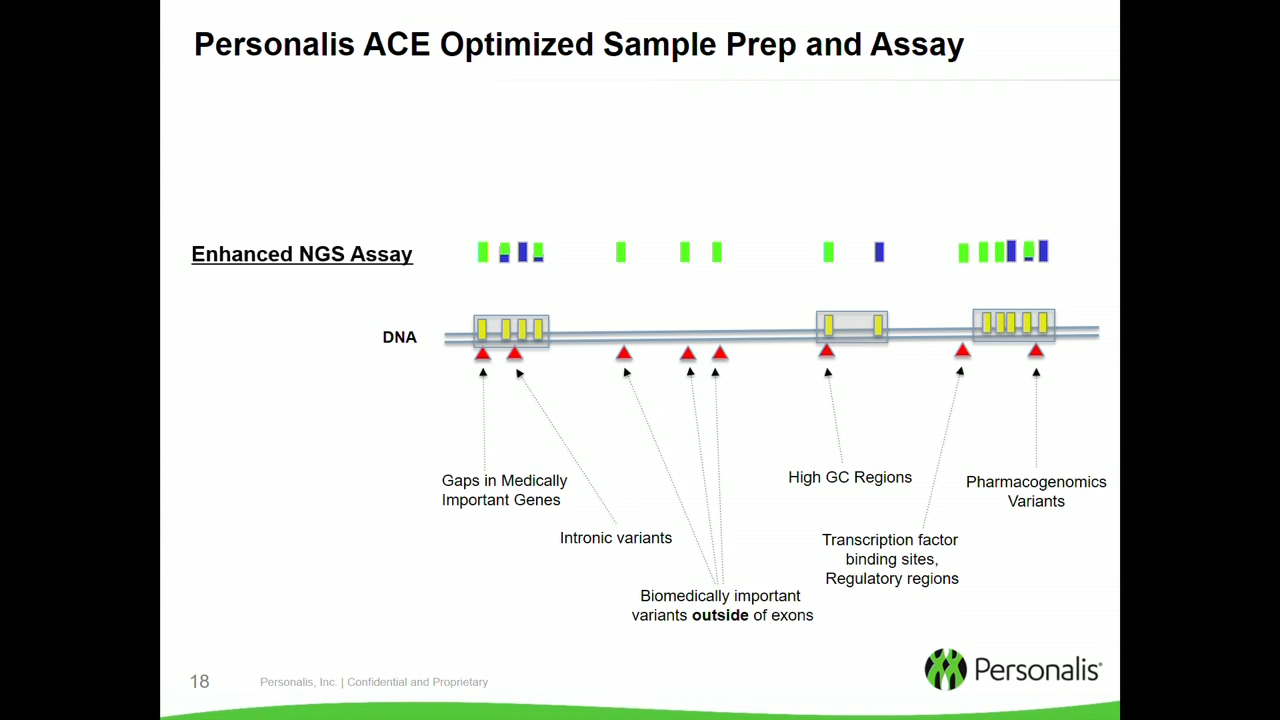 Personalis ACE Optimized Sample Prep and Assay
Enhanced NGS Assay
DNA
Gaps in Medically
Important Genes
Intronic variants
Biomedically important
variants outside of exons
High GC Regions
Transcription factor
binding sites,
Regulatory regions
Pharmacogenomics
Variants
18
Personalis, Inc. | Confidential and Proprietary
Personalis